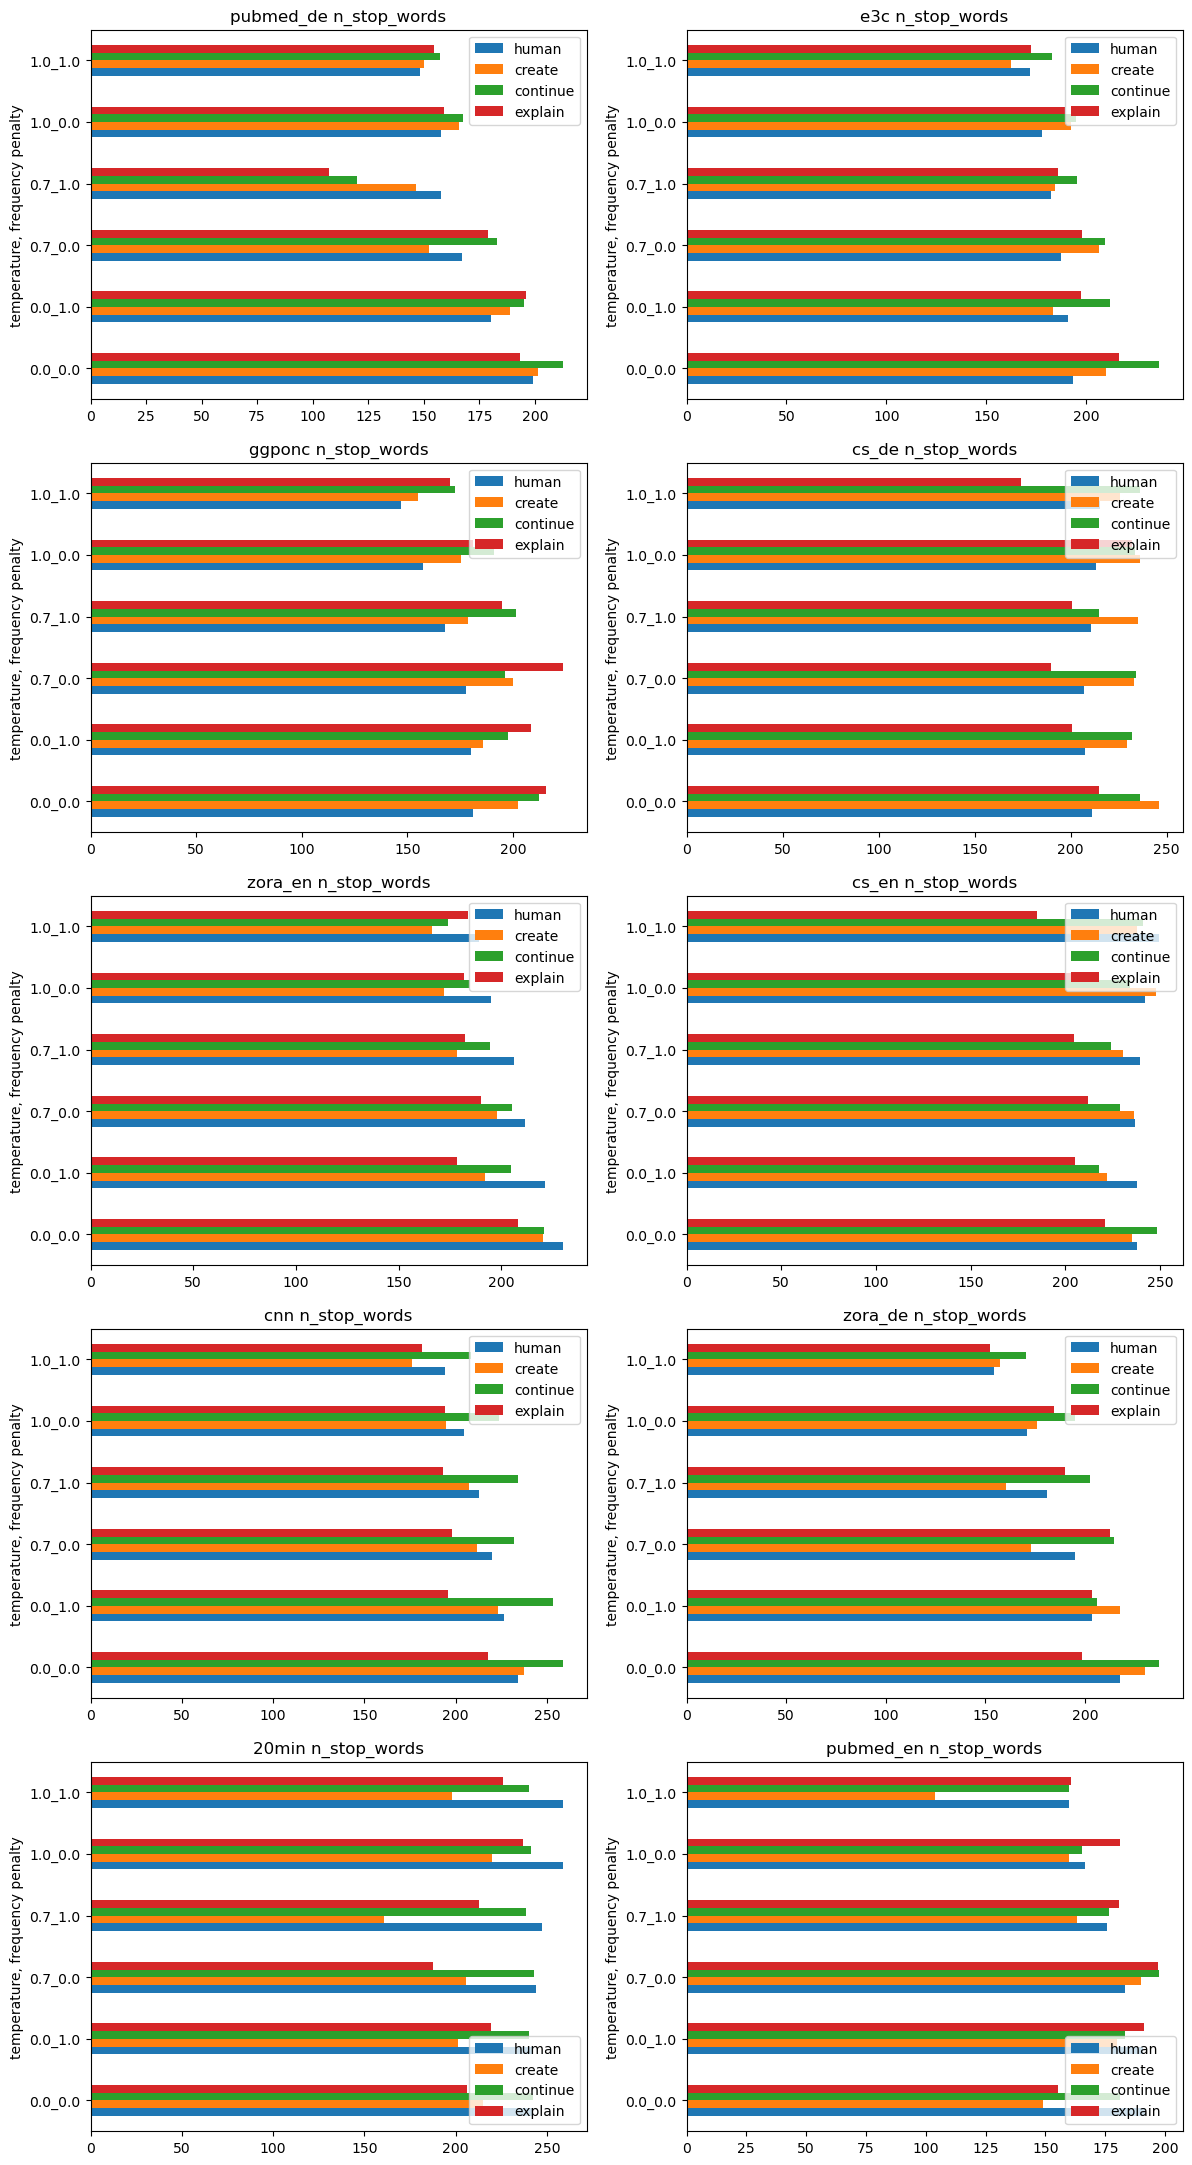 pubmed_de n_stop_words
human
create
continue
explain
temperature, frequency penalty
1.0_1.0
1.0_0.0
0.7_1.0
0.7_0.0
0.0_1.0
0.0_0.0
0 25 50 75 100 125 150 175 200
e3c n_stop_words
human
create
continue
explain
temperature, frequency penalty
1.0_1.0
1.0_0.0
0.7_1.0
0.7_0.0
0.0_1.0
0.0_0.0
0 50 100 150 200
ggponc n_stop_words
human
create
continue
explain
temperature, frequency penalty
1.0_1.0
1.0_0.0
0.7_1.0
0.7_0.0
0.0_1.0
0.0_0.0
0 50 100 150 200
cs_de n_stop_words
human
create
continue
explain
temperature, frequency penalty
1.0_1.0
1.0_0.0
0.7_1.0
0.7_0.0
0.0_1.0
0.0_0.0
0 50 100 150 200 250
zora_en n_stop_words
human
create
continue
explain
temperature, frequency penalty
1.0_1.0
1.0_0.0
0.7_1.0
0.7_0.0
0.0_1.0
0.0_0.0
0 50 100 150 200
cs_en n_stop_words
human
create
continue
explain
temperature, frequency penalty
1.0_1.0
1.0_0.0
0.7_1.0
0.7_0.0
0.0_1.0
0.0_0.0
0 50 100 150 200 250
cnn n_stop_words
human
create
continue
explain
temperature, frequency penalty
1.0_1.0
1.0_0.0
0.7_1.0
0.7_0.0
0.0_1.0
0.0_0.0
0 50 100 150 200 250
zora_de n_stop_words
human
create
continue
explain
temperature, frequency penalty
1.0_1.0
1.0_0.0
0.7_1.0
0.7_0.0
0.0_1.0
0.0_0.0
0 50 100 150 200
20min n_stop_words
temperature, frequency penalty
1.0_1.0
1.0_0.0
0.7_1.0
0.7_0.0
0.0_1.0
0.0_0.0
human
create
continue
explain
0 50 100 150 200 250
pubmed_en n_stop_words
temperature, frequency penalty
1.0_1.0
1.0_0.0
0.7_1.0
0.7_0.0
0.0_1.0
0.0_0.0
human
create
continue
explain
0 25 50 75 100 125 150 175 200